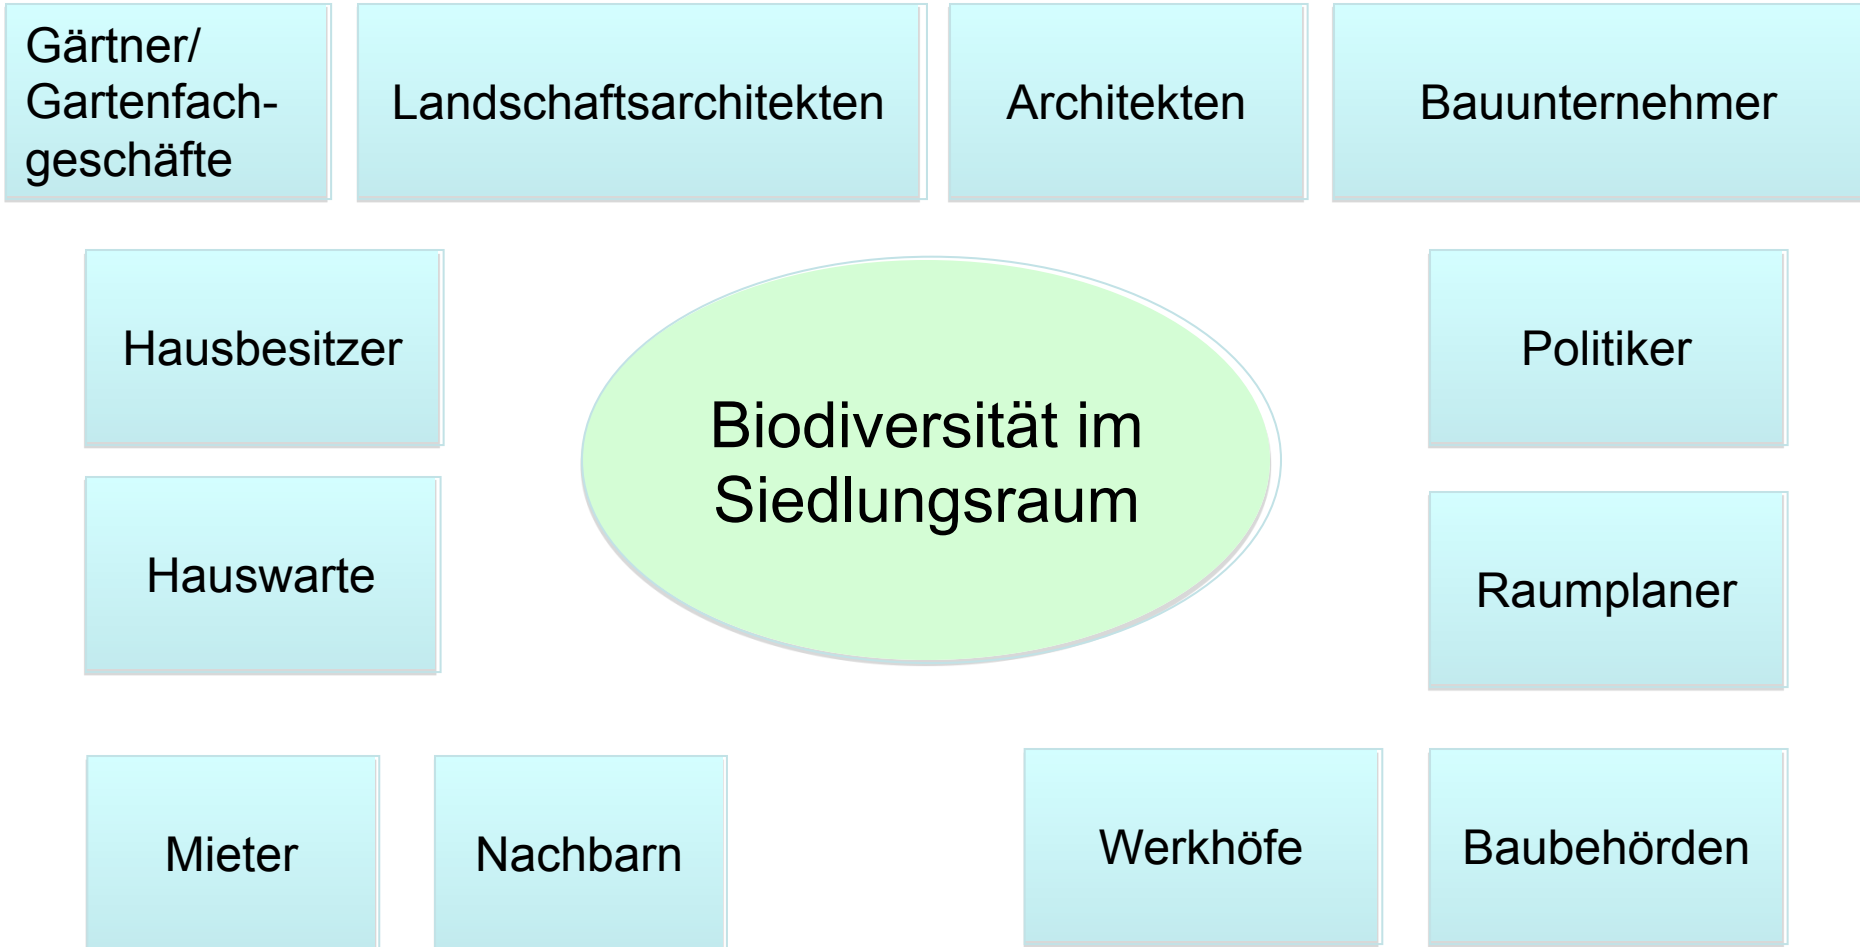 Gärtner/
Gartenfach-
geschäfte
Landschaftsarchitekten
Architekten
Bauunternehmer
Hausbesitzer
Politiker
Biodiversität im
Siedlungsraum
Hauswarte
Raumplaner
Mieter
Nachbarn
Werkhöfe
Baubehörden